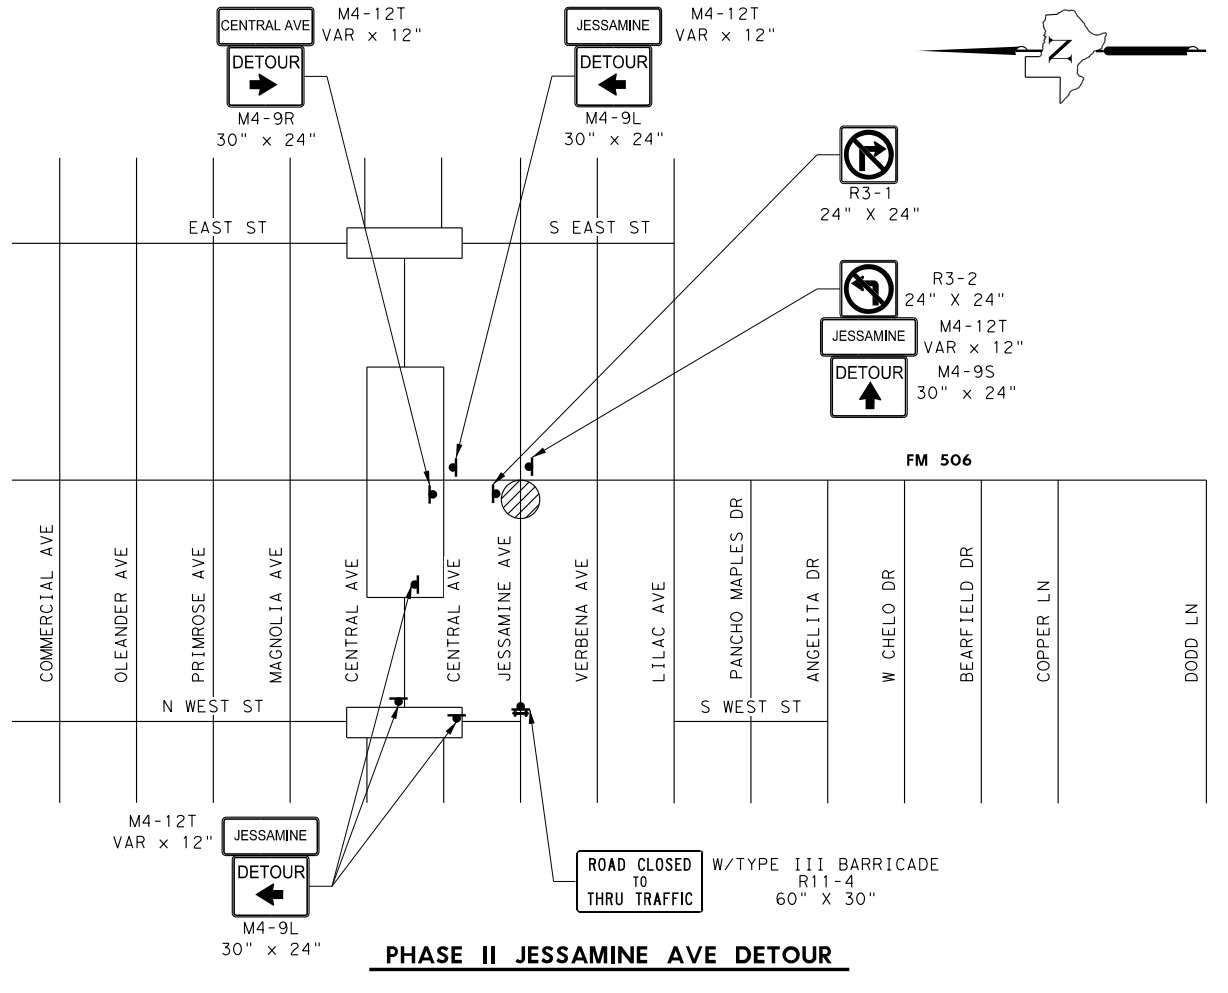 CENTRAL AVE
DETOUR
M4-12T
VAR x 12"
M4-9R
30" x 24"
JESSAMINE
DETOUR
M4-12T
VAR x 12"
M4-9L
30" x 24"
N
R3-1
24" X 24"
EAST ST
S EAST ST
R3-2
24" X 24"
JESSAMINE
M4-12T
VAR x 12"
DETOUR
M4-9S
30" x 24"
FM 506
COMMERCIAL AVE
OLEANDER AVE
PRIMROSE AVE
MAGNOLIA AVE
CENTRAL AVE
CENTRAL AVE
JESSAMINE AVE
VERBENA AVE
LILAC AVE
PANCHO MAPLES DR
ANGELITA DR
W CHELO DR
BEARFIELD DR
COPPER LN
DODD LN
N WEST ST
S WEST ST
M4-12T
VAR x 12"
JESSAMINE
DETOUR
M4-9L
30" x 24"
ROAD CLOSED
TO
THRU TRAFFIC
W/TYPE III BARRICADE
R11-4
60" X 30"
PHASE II JESSAMINE AVE DETOUR